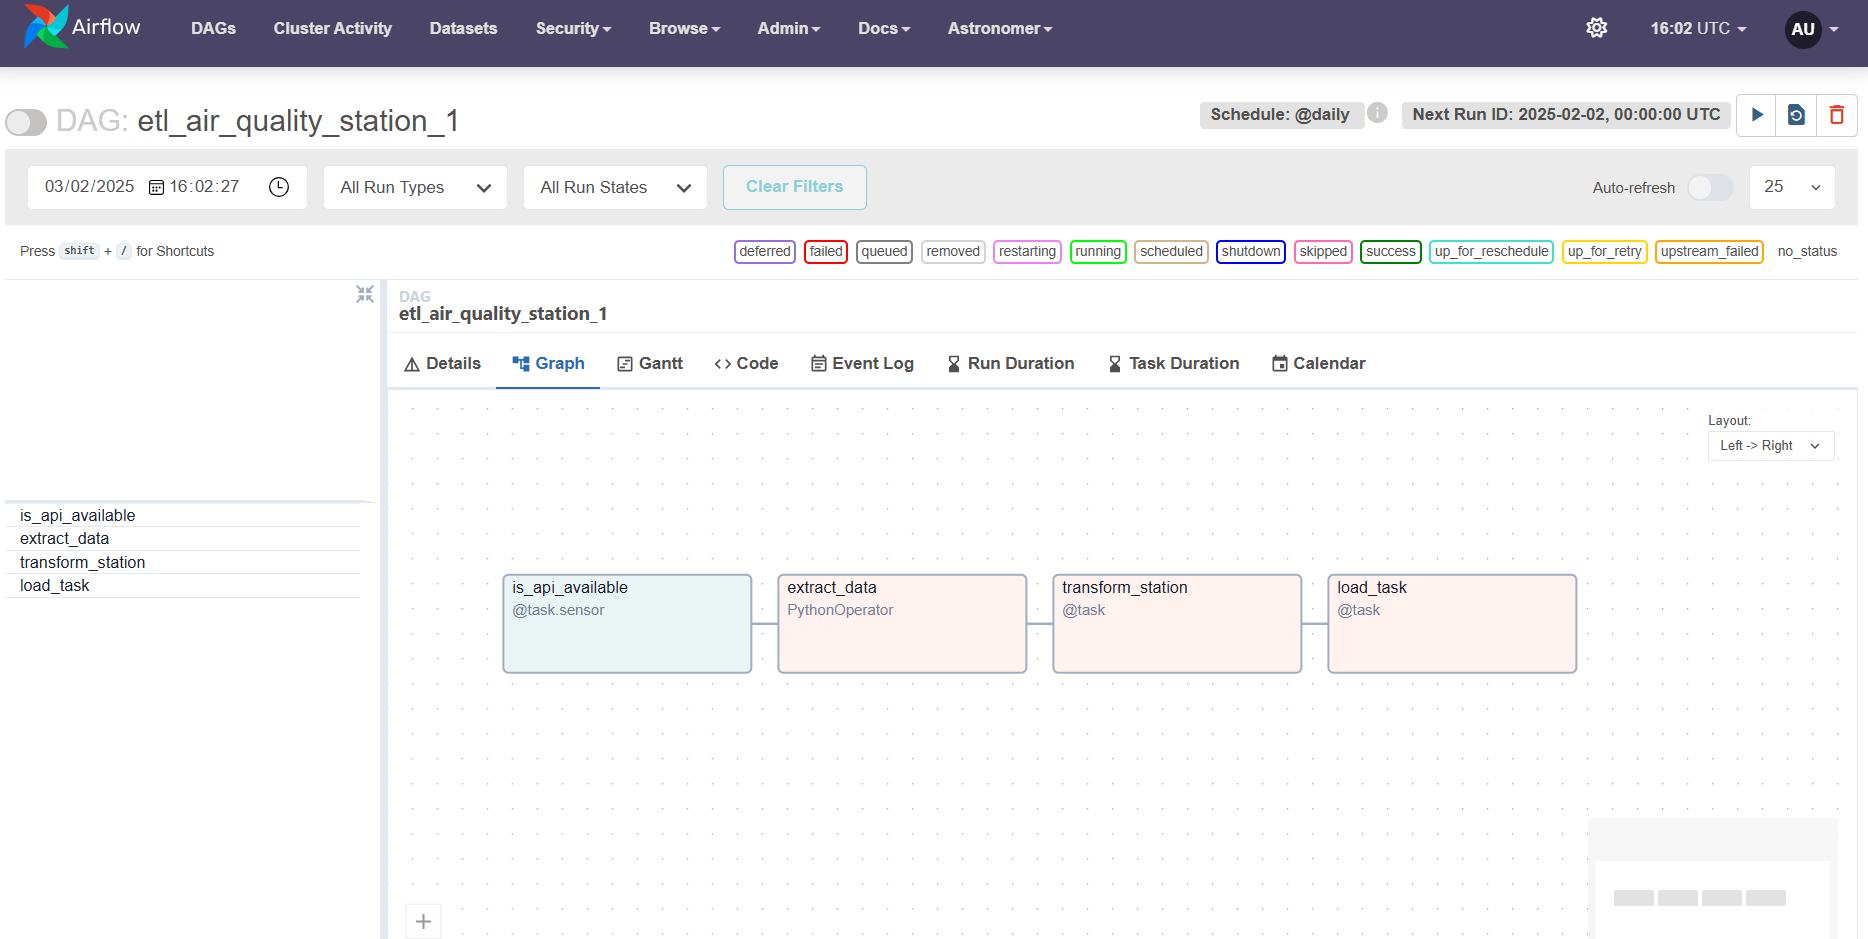 Airflow DAGs Cluster Activity Datasets Security Browse Admin Docs Astronomer 16:02 UTC AU
DAG: etl_air_quality_station_1 Schedule: @daily i Next Run ID: 2025-02-02, 00:00:00 UTC
03/02/2025 16:02:27 All Run Types All Run States Clear Filters Auto-refresh 25
Press shift + / for Shortcuts deferred failed queued removed restarting running scheduled shutdown skipped success up_for_reschedule up_for_retry upstream_failed no_status
DAG
etl_air_quality_station_1
Details Graph Gantt <> Code Event Log Run Duration Task Duration Calendar
Layout:
Left -> Right
is_api_available
extract_data
transform_station
load_task
is_api_available
@task.sensor
extract_data
PythonOperator
transform_station
@task
load_task
@task
+